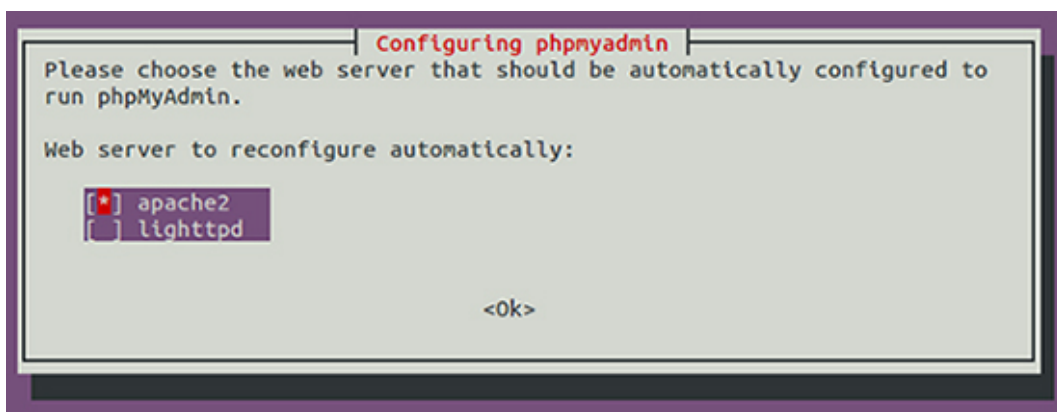 Configuring phpmyadmin
Please choose the web server that should be automatically configured to
run phpMyAdmin.
Web server to reconfigure automatically:
[*] apache2
[ ] lighttpd
<Ok>